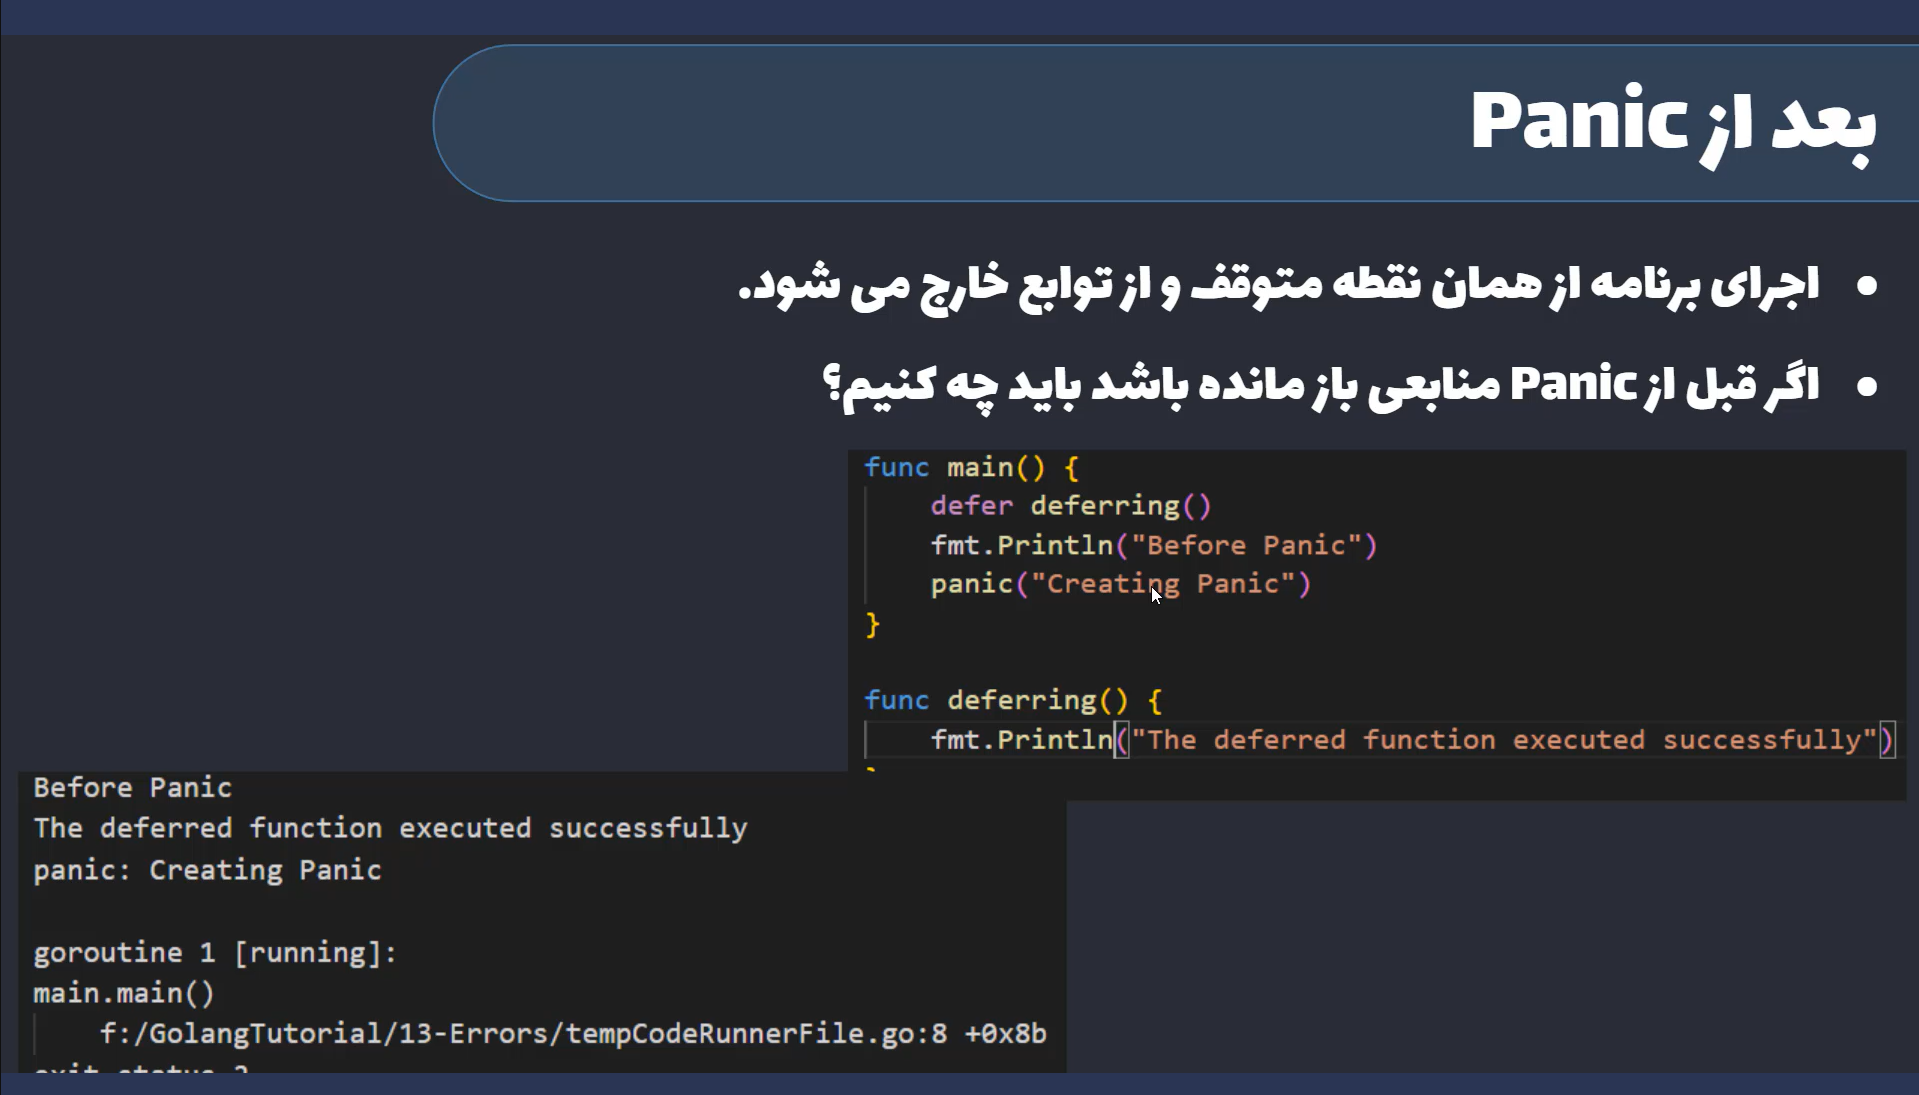 بعد از Panic
• اجرای برنامه از همان نقطه متوقف و از توابع خارج می شود.
• اگر قبل از Panic منابعی باز مانده باشد باید چه کنیم؟
func main() {
    defer deferring()
    fmt.Println("Before Panic")
    panic("Creating Panic")
}
func deferring() {
    fmt.Println("The deferred function executed successfully")
}
Before Panic
The deferred function executed successfully
panic: Creating Panic
goroutine 1 [running]:
main.main()
    f:/GolangTutorial/13-Errors/tempCodeRunnerFile.go:8 +0x8b
exit status 2